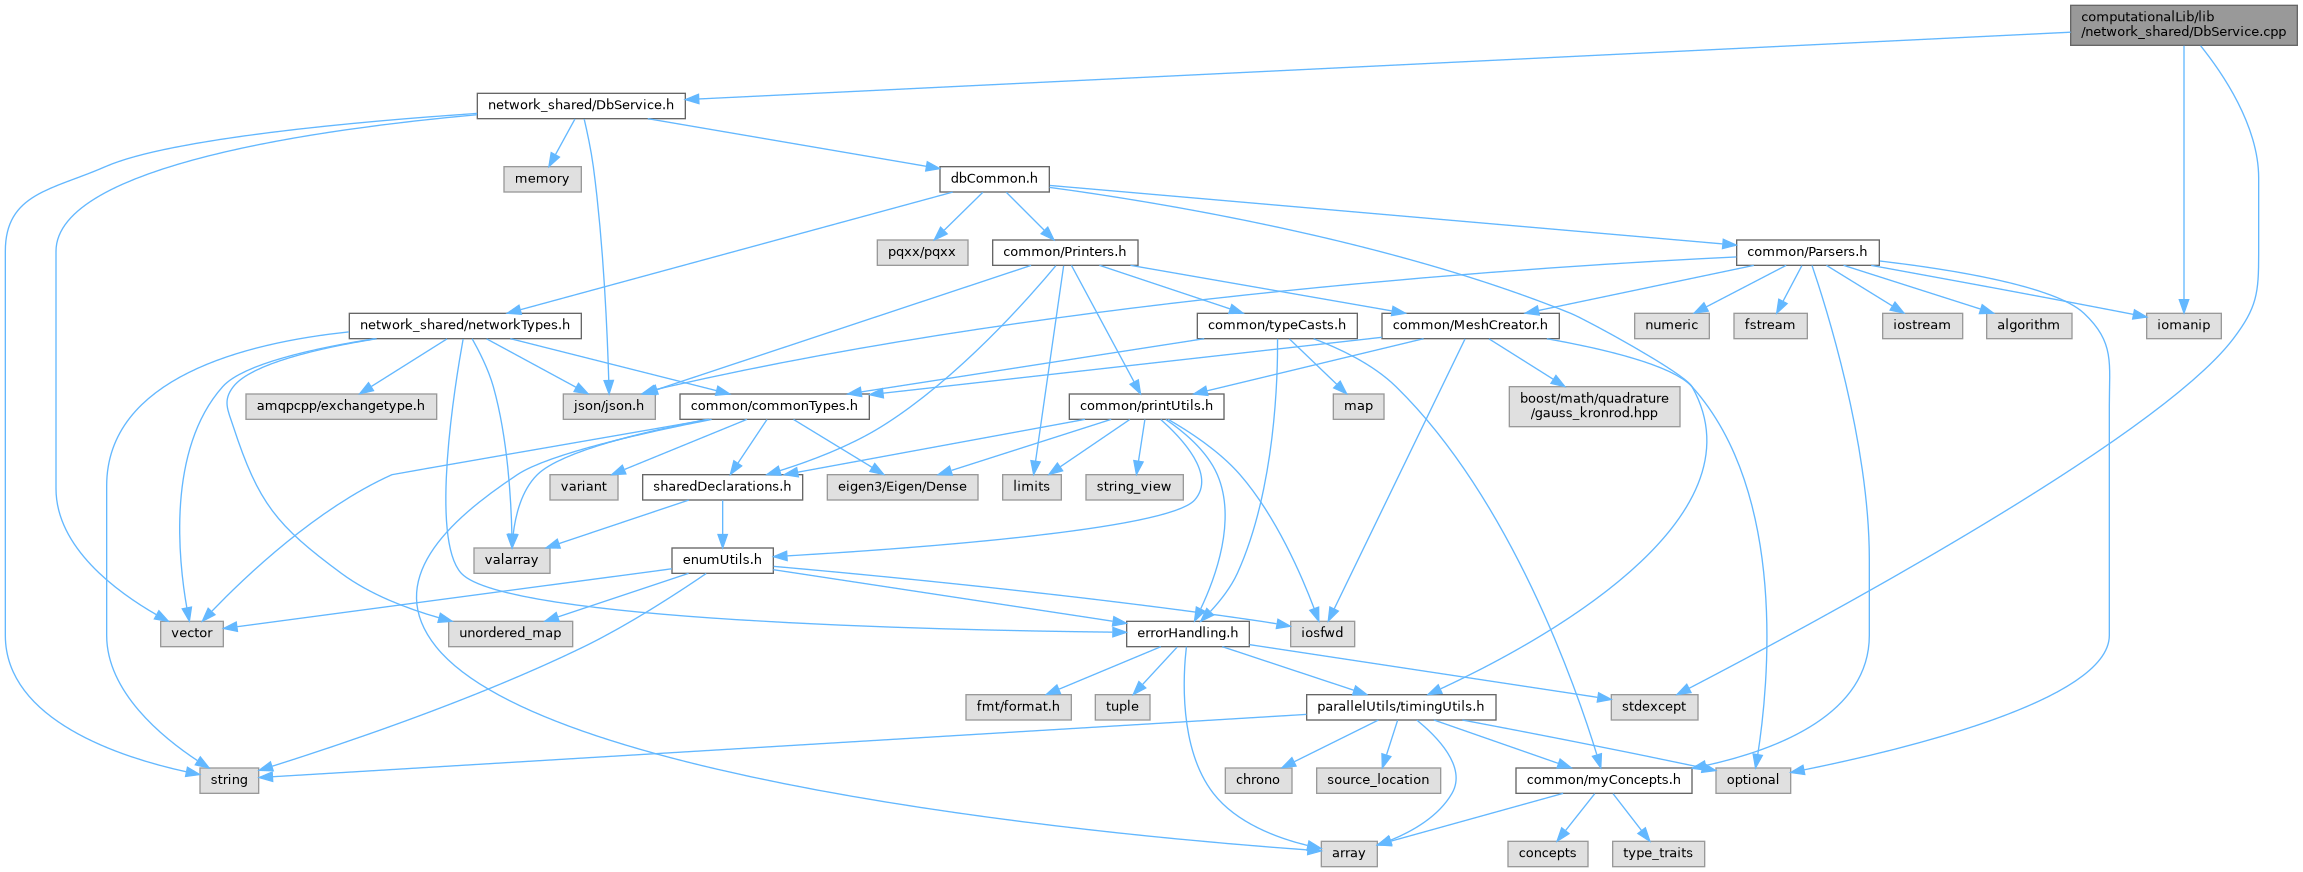 computationalLib/lib
/network_shared/DbService.cpp
network_shared/DbService.h
memory
dbCommon.h
pqxx/pqxx
common/Printers.h
common/Parsers.h
network_shared/networkTypes.h
common/typeCasts.h
common/MeshCreator.h
numeric
fstream
iostream
algorithm
iomanip
amqpcpp/exchangetype.h
json/json.h
common/commonTypes.h
common/printUtils.h
map
boost/math/quadrature
/gauss_kronrod.hpp
variant
sharedDeclarations.h
eigen3/Eigen/Dense
limits
string_view
valarray
enumUtils.h
vector
unordered_map
errorHandling.h
iosfwd
fmt/format.h
tuple
parallelUtils/timingUtils.h
stdexcept
string
chrono
source_location
common/myConcepts.h
optional
array
concepts
type_traits